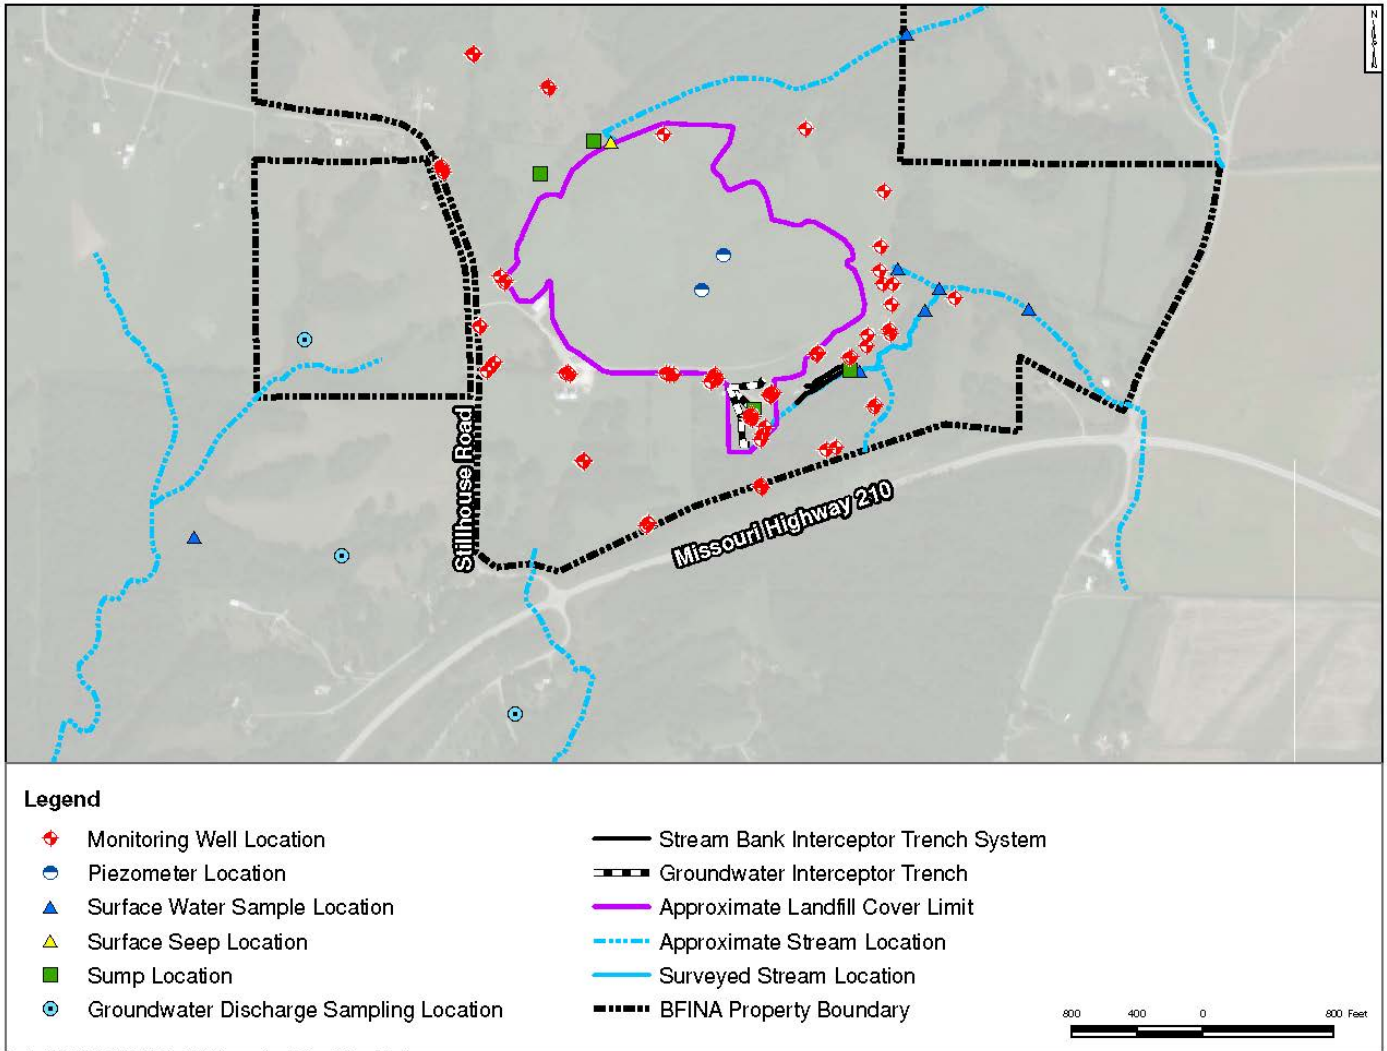 N
Stillhouse Road
Missouri Highway 210
Legend
Monitoring Well Location
Piezometer Location
Surface Water Sample Location
Surface Seep Location
Sump Location
Groundwater Discharge Sampling Location
Stream Bank Interceptor Trench System
Groundwater Interceptor Trench
Approximate Landfill Cover Limit
Approximate Stream Location
Surveyed Stream Location
BFINA Property Boundary
800 400 0 800 Feet